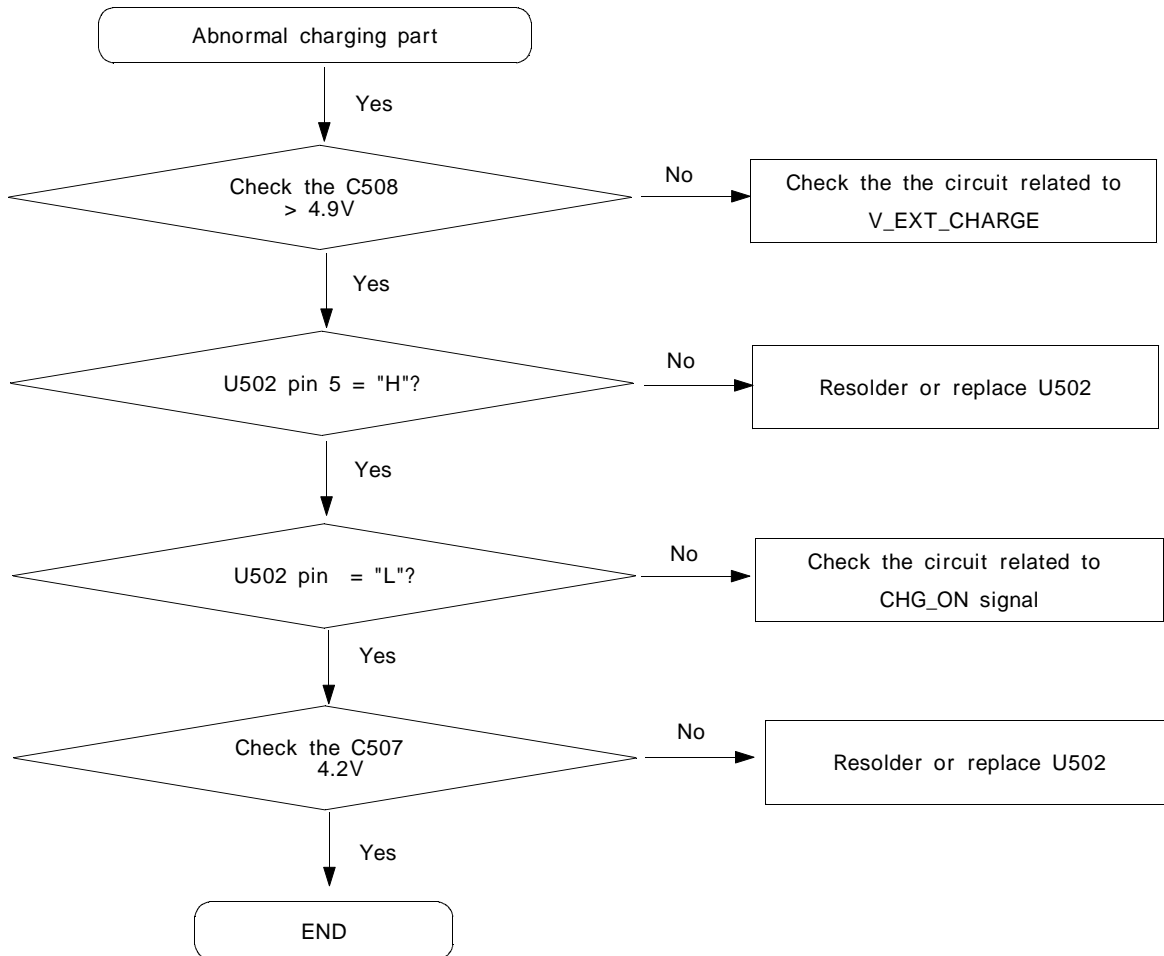 Abnormal charging part
Yes
Check the C508
> 4.9V
No
Check the the circuit related to
V_EXT_CHARGE
Yes
U502 pin 5 = "H"?
No
Resolder or replace U502
Yes
U502 pin = "L"?
No
Check the circuit related to
CHG_ON signal
Yes
Check the C507
4.2V
No
Resolder or replace U502
Yes
END